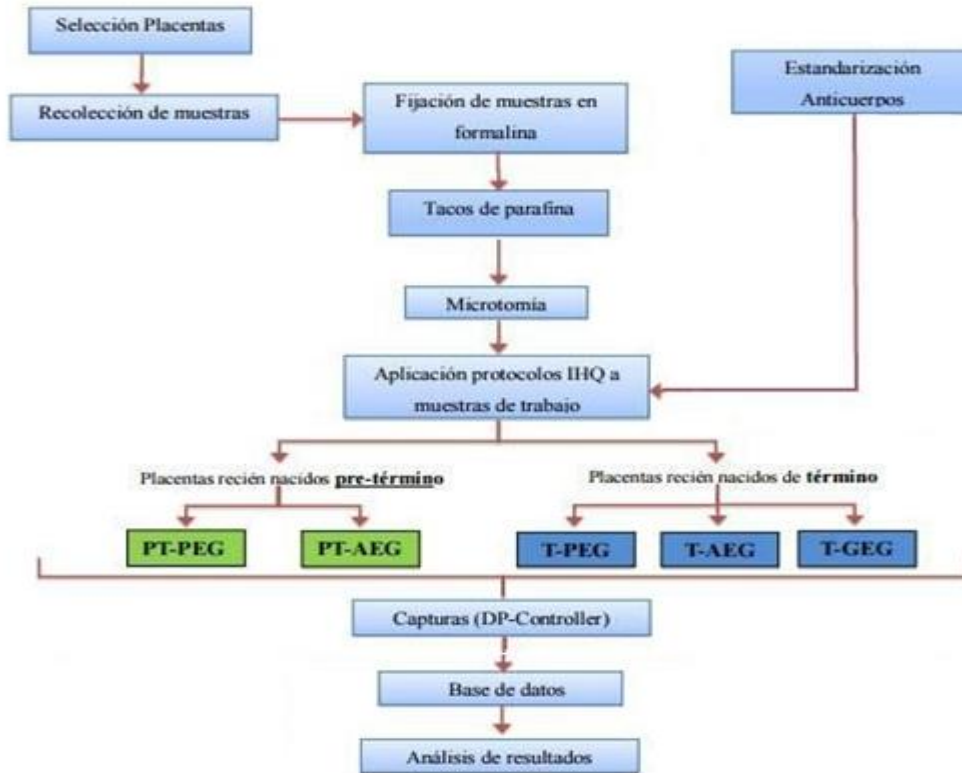 Selección Placentas
Recolección de muestras
Fijación de muestras en
formalina
Estandarización
Anticuerpos
Tacos de parafina
Microtomía
Aplicación protocolos IHQ a
muestras de trabajo
Placentas recién nacidos pre-término
Placentas recién nacidos de término
PT-PEG
PT-AEG
T-PEG
T-AEG
T-GEG
Capturas (DP-Controller)
Base de datos
Análisis de resultados